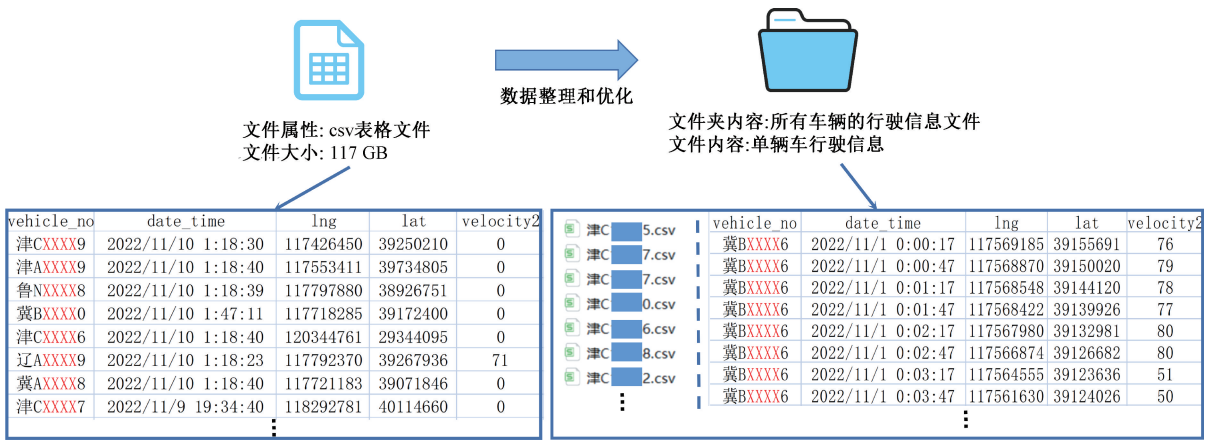 数据整理和优化
文件属性: csv表格文件
文件大小: 117 GB
文件夹内容:所有车辆的行驶信息文件
文件内容:单辆车行驶信息
vehicle_no date_time lng lat velocity2
津CXXXX9 2022/11/10 1:18:30 117426450 39250210 0
津AXXXX9 2022/11/10 1:18:40 117553411 39734805 0
鲁NXXXX8 2022/11/10 1:18:39 117797880 38926751 0
冀BXXXX0 2022/11/10 1:47:11 117718285 39172400 0
津CXXXX6 2022/11/10 1:18:40 120344761 29344095 0
辽AXXXX9 2022/11/10 1:18:23 117792370 39267936 71
冀AXXXX8 2022/11/10 1:18:40 117721183 39071846 0
津CXXXX7 2022/11/9 19:34:40 118292781 40114660 0
⋮
津C 5.csv
津C 7.csv
津C 7.csv
津C 0.csv
津C 6.csv
津C 8.csv
津C 2.csv
⋮
vehicle_no date_time lng lat velocity2
冀BXXXX6 2022/11/1 0:00:17 117569185 39155691 76
冀BXXXX6 2022/11/1 0:00:47 117568870 39150020 79
冀BXXXX6 2022/11/1 0:01:17 117568548 39144120 78
冀BXXXX6 2022/11/1 0:01:47 117568422 39139926 77
冀BXXXX6 2022/11/1 0:02:17 117567980 39132981 80
冀BXXXX6 2022/11/1 0:02:47 117566874 39126682 80
冀BXXXX6 2022/11/1 0:03:17 117564555 39123636 51
冀BXXXX6 2022/11/1 0:03:47 117561630 39124026 50
⋮